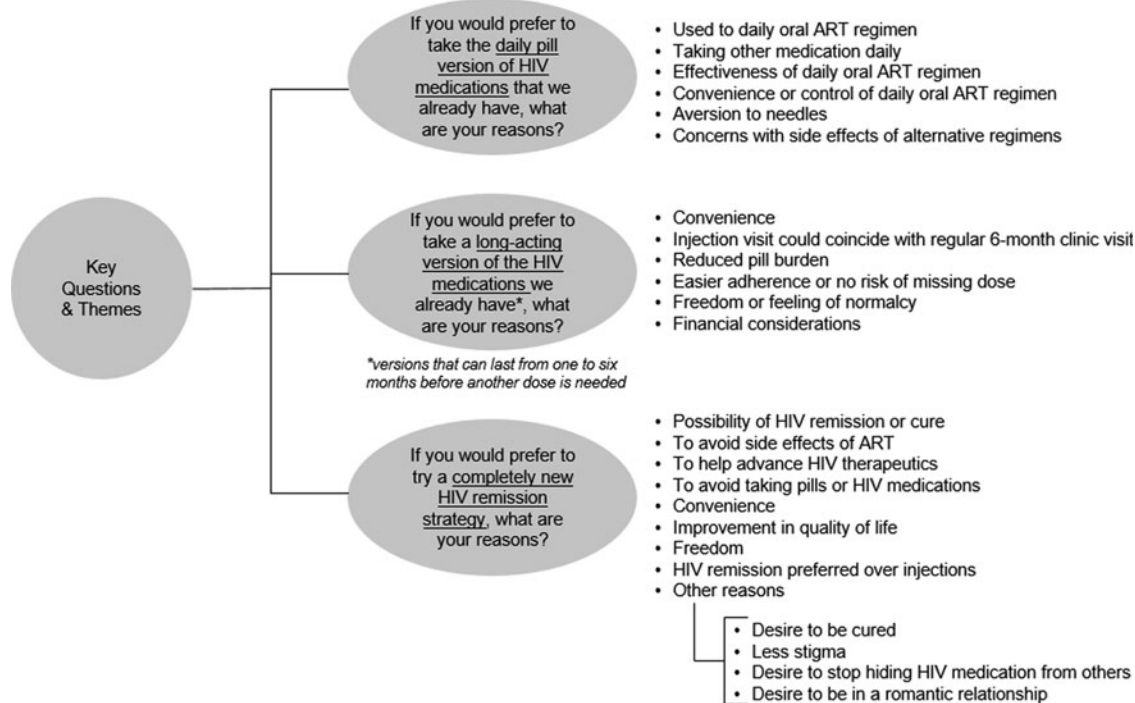 Key
Questions
& Themes
If you would prefer to
take the daily pill
version of HIV
medications that we
already have, what
are your reasons?
• Used to daily oral ART regimen
• Taking other medication daily
• Effectiveness of daily oral ART regimen
• Convenience or control of daily oral ART regimen
• Aversion to needles
• Concerns with side effects of alternative regimens
If you would prefer to
take a long-acting
version of the HIV
medications we
already have*, what
are your reasons?
*versions that can last from one to six
months before another dose is needed
• Convenience
• Injection visit could coincide with regular 6-month clinic visit
• Reduced pill burden
• Easier adherence or no risk of missing dose
• Freedom or feeling of normalcy
• Financial considerations
If you would prefer to
try a completely new
HIV remission
strategy, what are
your reasons?
• Possibility of HIV remission or cure
• To avoid side effects of ART
• To help advance HIV therapeutics
• To avoid taking pills or HIV medications
• Convenience
• Improvement in quality of life
• Freedom
• HIV remission preferred over injections
• Other reasons
• Desire to be cured
• Less stigma
• Desire to stop hiding HIV medication from others
• Desire to be in a romantic relationship